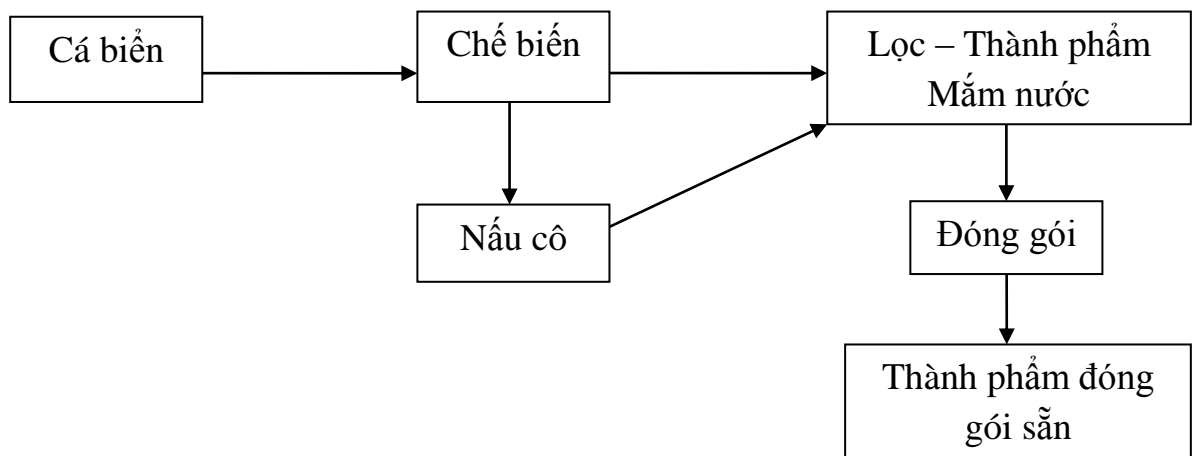 Cá biển
Chế biến
Lọc – Thành phẩm
Mắm nước
Nấu cô
Đóng gói
Thành phẩm đóng
gói sẵn